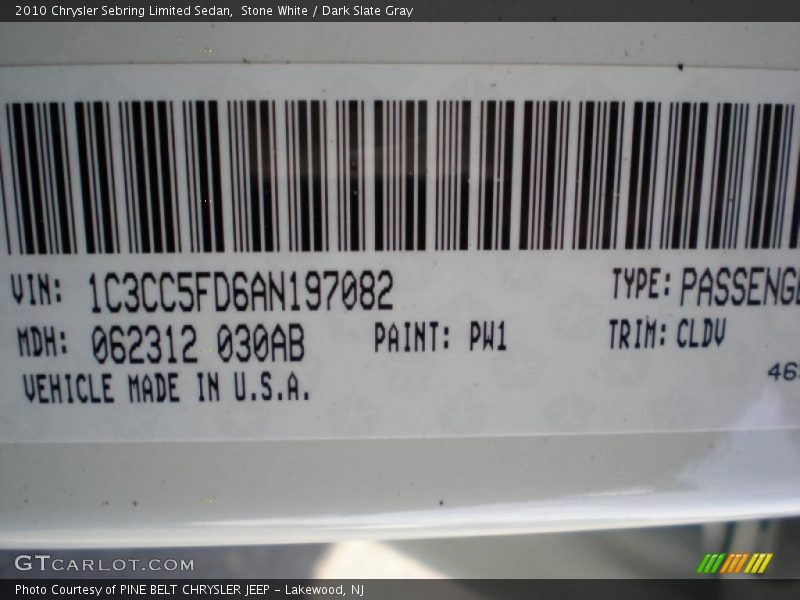 2010 Chrysler Sebring Limited Sedan, Stone White / Dark Slate Gray
VIN: 1C3CC5FD6AN197082 TYPE: PASSENGE
MDH: 062312 030AB PAINT: PW1 TRIM: CLDV
VEHICLE MADE IN U.S.A.
GTCARLOT.COM
Photo Courtesy of PINE BELT CHRYSLER JEEP – Lakewood, NJ